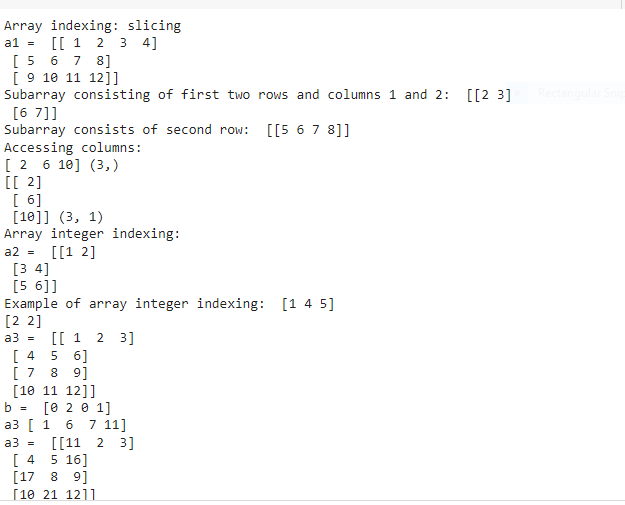 Array indexing: slicing
a1 =  [[ 1  2  3  4]
 [ 5  6  7  8]
 [ 9 10 11 12]]
Subarray consisting of first two rows and columns 1 and 2:  [[2 3]
 [6 7]]
Subarray consists of second row:  [[5 6 7 8]]
Accessing columns:
[ 2  6 10] (3,)
[[ 2]
 [ 6]
 [10]] (3, 1)
Array integer indexing:
a2 =  [[1 2]
 [3 4]
 [5 6]]
Example of array integer indexing:  [1 4 5]
[2 2]
a3 =  [[ 1  2  3]
 [ 4  5  6]
 [ 7  8  9]
 [10 11 12]]
b =  [0 2 0 1]
a3 [ 1  6  7 11]
a3 =  [[11  2  3]
 [ 4  5 16]
 [17  8  9]
 [10 21 12]]
Rectangular Snip